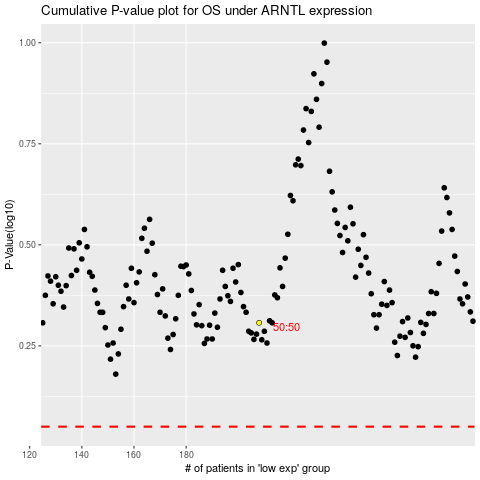 Cumulative P-value plot for OS under ARNTL expression
P-Value(log10)
1.00
0.75
0.50
0.25
50:50
120 140 160 180
# of patients in 'low exp' group